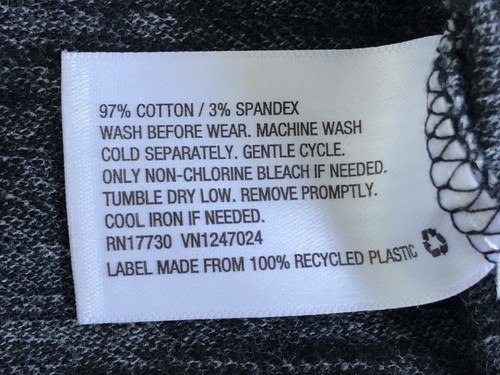 97% COTTON / 3% SPANDEX
WASH BEFORE WEAR. MACHINE WASH
COLD SEPARATELY. GENTLE CYCLE.
ONLY NON-CHLORINE BLEACH IF NEEDED.
TUMBLE DRY LOW. REMOVE PROMPTLY.
COOL IRON IF NEEDED.
RN17730 VN1247024
LABEL MADE FROM 100% RECYCLED PLASTIC